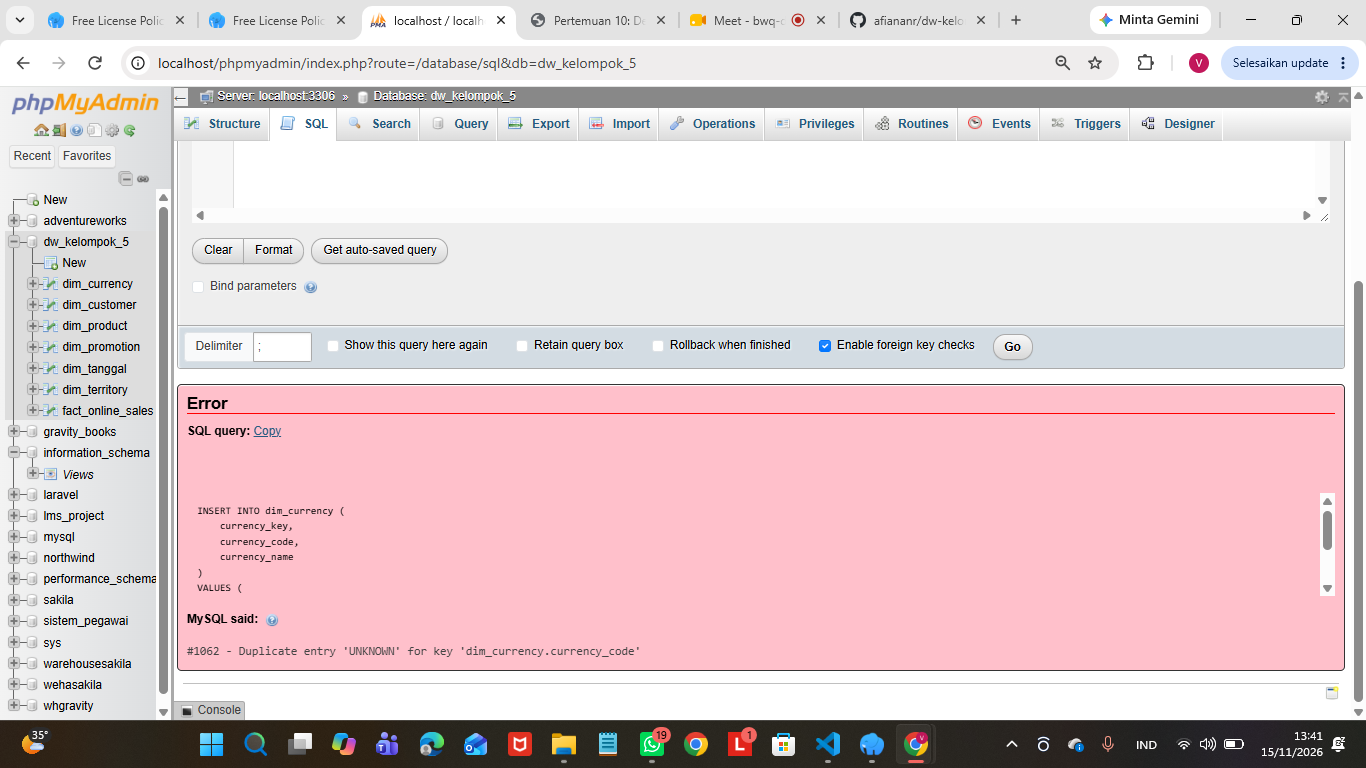 Free License Polic
Free License Polic
localhost / localh
Pertemuan 10: De
Meet - bwq-c
afiananr/dw-kelo
Minta Gemini
localhost/phpmyadmin/index.php?route=/database/sql&db=dw_kelompok_5
V
Selesaikan update
phpMyAdmin
Recent
Favorites
New
adventureworks
dw_kelompok_5
New
dim_currency
dim_customer
dim_product
dim_promotion
dim_tanggal
dim_territory
fact_online_sales
gravity_books
information_schema
Views
laravel
lms_project
mysql
northwind
performance_schema
sakila
sistem_pegawai
sys
warehousesakila
wehasakila
whgravity
Server: localhost:3306 » Database: dw_kelompok_5
Structure SQL Search Query Export Import Operations Privileges Routines Events Triggers Designer
Clear Format Get auto-saved query
Bind parameters
Delimiter ; Show this query here again Retain query box Rollback when finished Enable foreign key checks Go
Error
SQL query: Copy
INSERT INTO dim_currency (
currency_key,
currency_code,
currency_name
)
VALUES (
MySQL said:
#1062 - Duplicate entry 'UNKNOWN' for key 'dim_currency.currency_code'
Console
35°
19
1
IND
13:41
15/11/2026